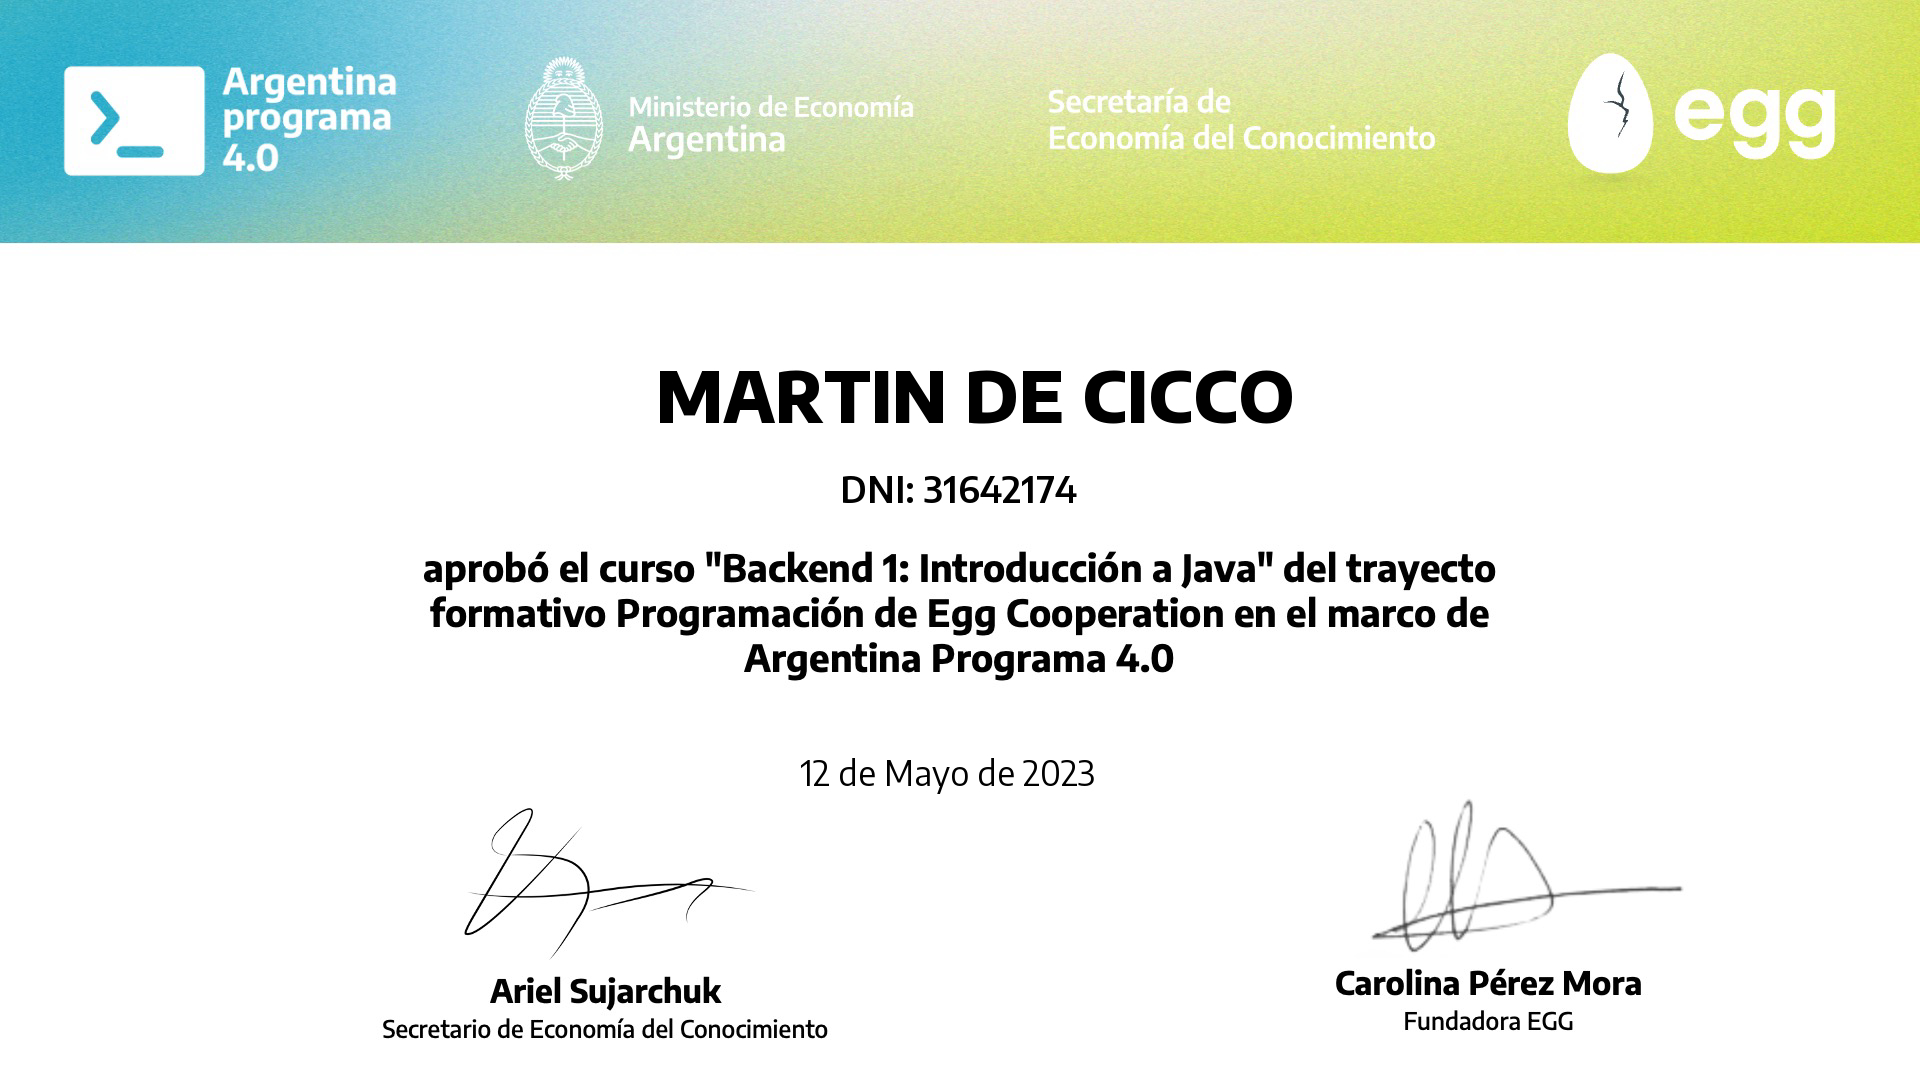 Argentina
programa
4.0
Ministerio de Economía
Argentina
Secretaría de
Economía del Conocimiento
egg
MARTIN DE CICCO
DNI: 31642174
aprobó el curso "Backend 1: Introducción a Java" del trayecto
formativo Programación de Egg Cooperation en el marco de
Argentina Programa 4.0
12 de Mayo de 2023
Ariel Sujarchuk
Secretario de Economía del Conocimiento
Carolina Pérez Mora
Fundadora EGG